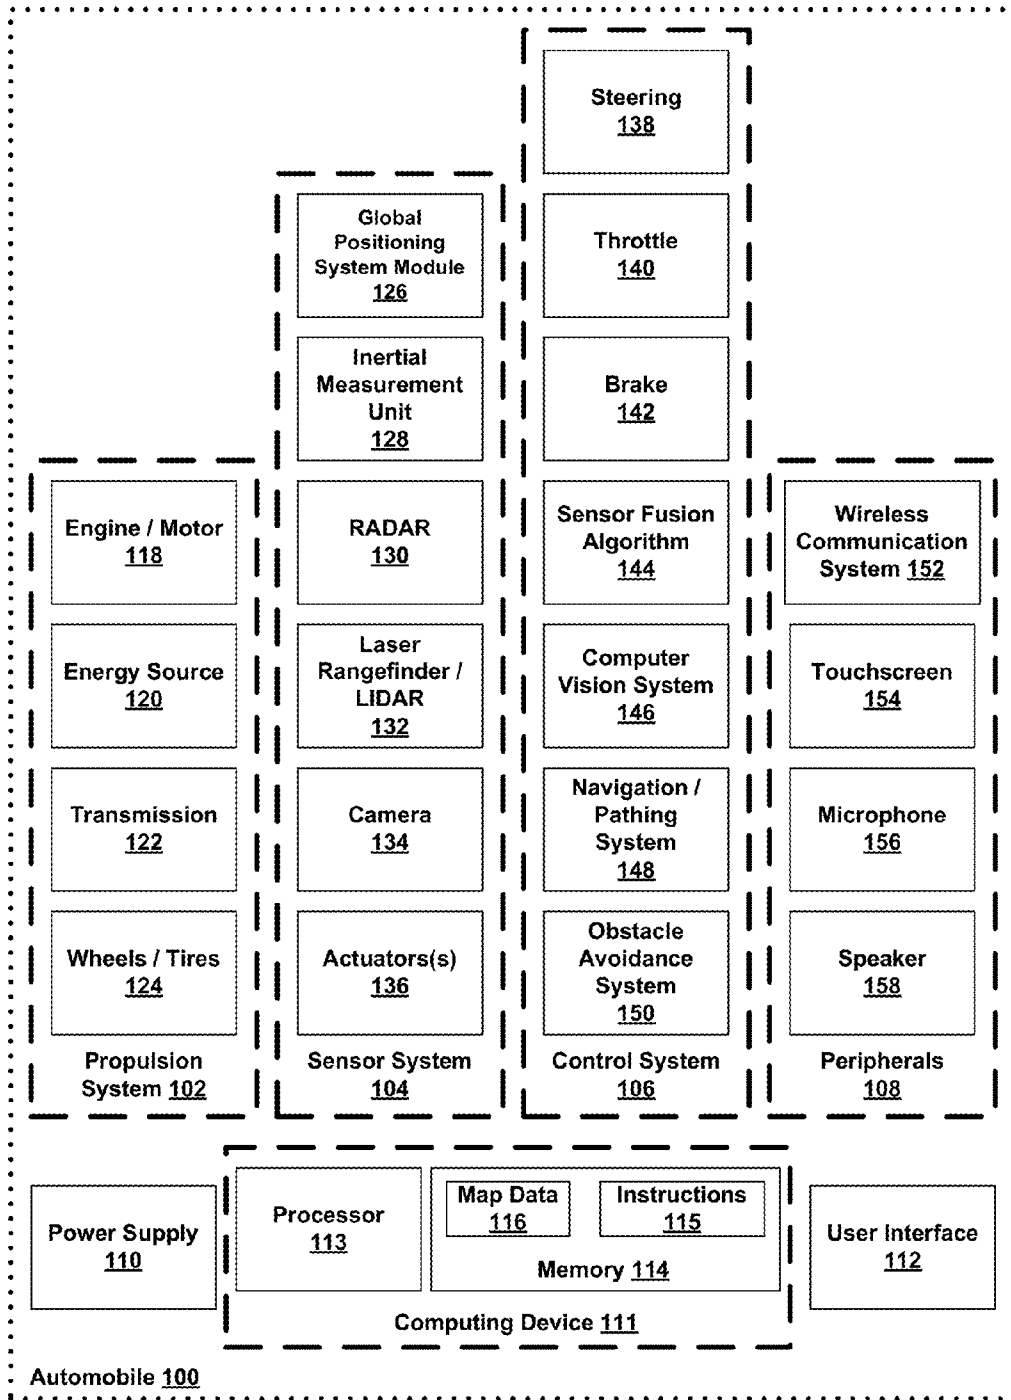 Steering
138
Throttle
140
Brake
142
Sensor Fusion
Algorithm
144
Computer
Vision System
146
Navigation /
Pathing
System
148
Obstacle
Avoidance
System
150
Control System
106
Global
Positioning
System Module
126
Inertial
Measurement
Unit
128
RADAR
130
Laser
Rangefinder /
LIDAR
132
Camera
134
Actuators(s)
136
Sensor System
104
Engine / Motor
118
Energy Source
120
Transmission
122
Wheels / Tires
124
Propulsion
System 102
Wireless
Communication
System 152
Touchscreen
154
Microphone
156
Speaker
158
Peripherals
108
Power Supply
110
Processor
113
Map Data
116
Instructions
115
Memory 114
Computing Device 111
User Interface
112
Automobile 100